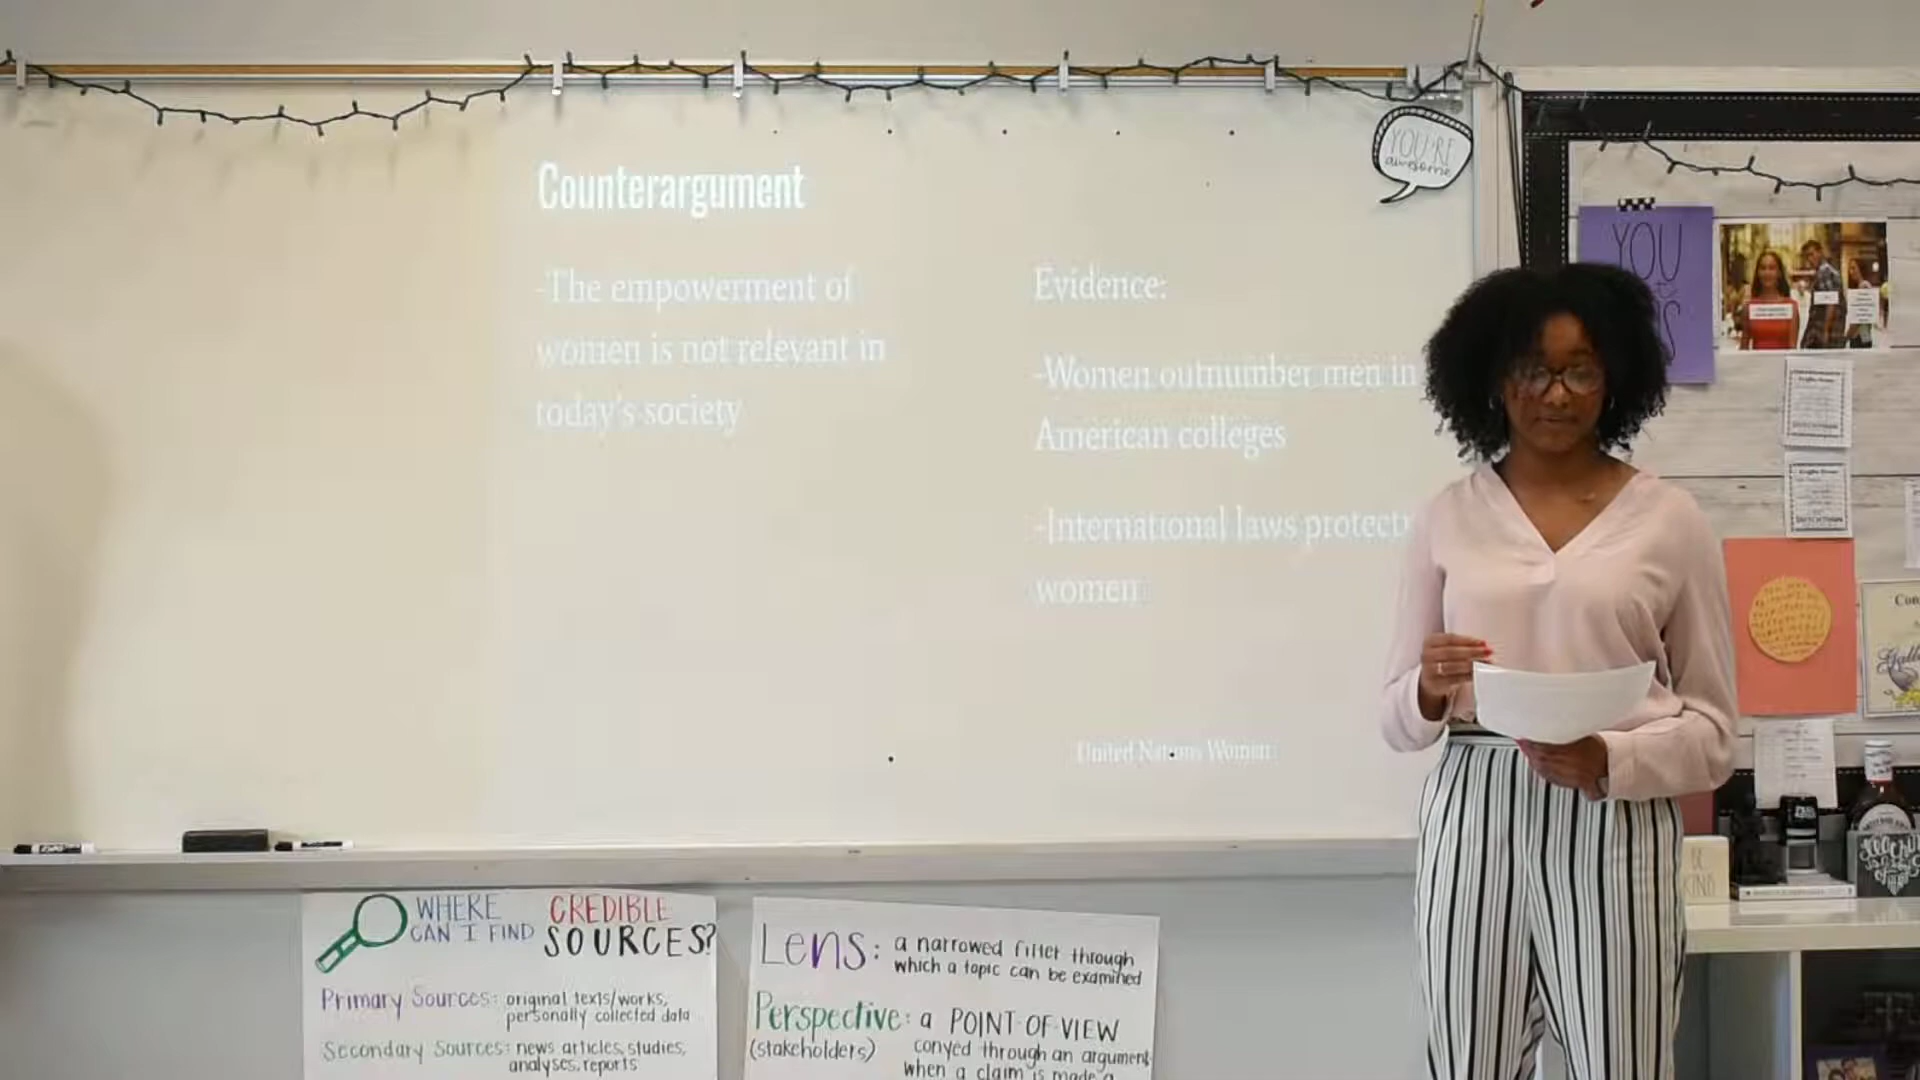 Counterargument
-The empowerment of
women is not relevant in
today's society
Evidence:
-Women outnumber men in
American colleges
-International laws protect
women
United Nations Women
YOU'RE
awesome
YOU
WHERE
CAN I FIND
CREDIBLE
SOURCES?
Primary Sources: original texts/works,
personally collected data
Secondary Sources: news articles, studies,
analyses, reports
Lens: a narrowed filter through
which a topic can be examined
Perspective: a POINT-OF-VIEW
(stakeholders) conyed through an argument
when a claim is made
BE
KIND